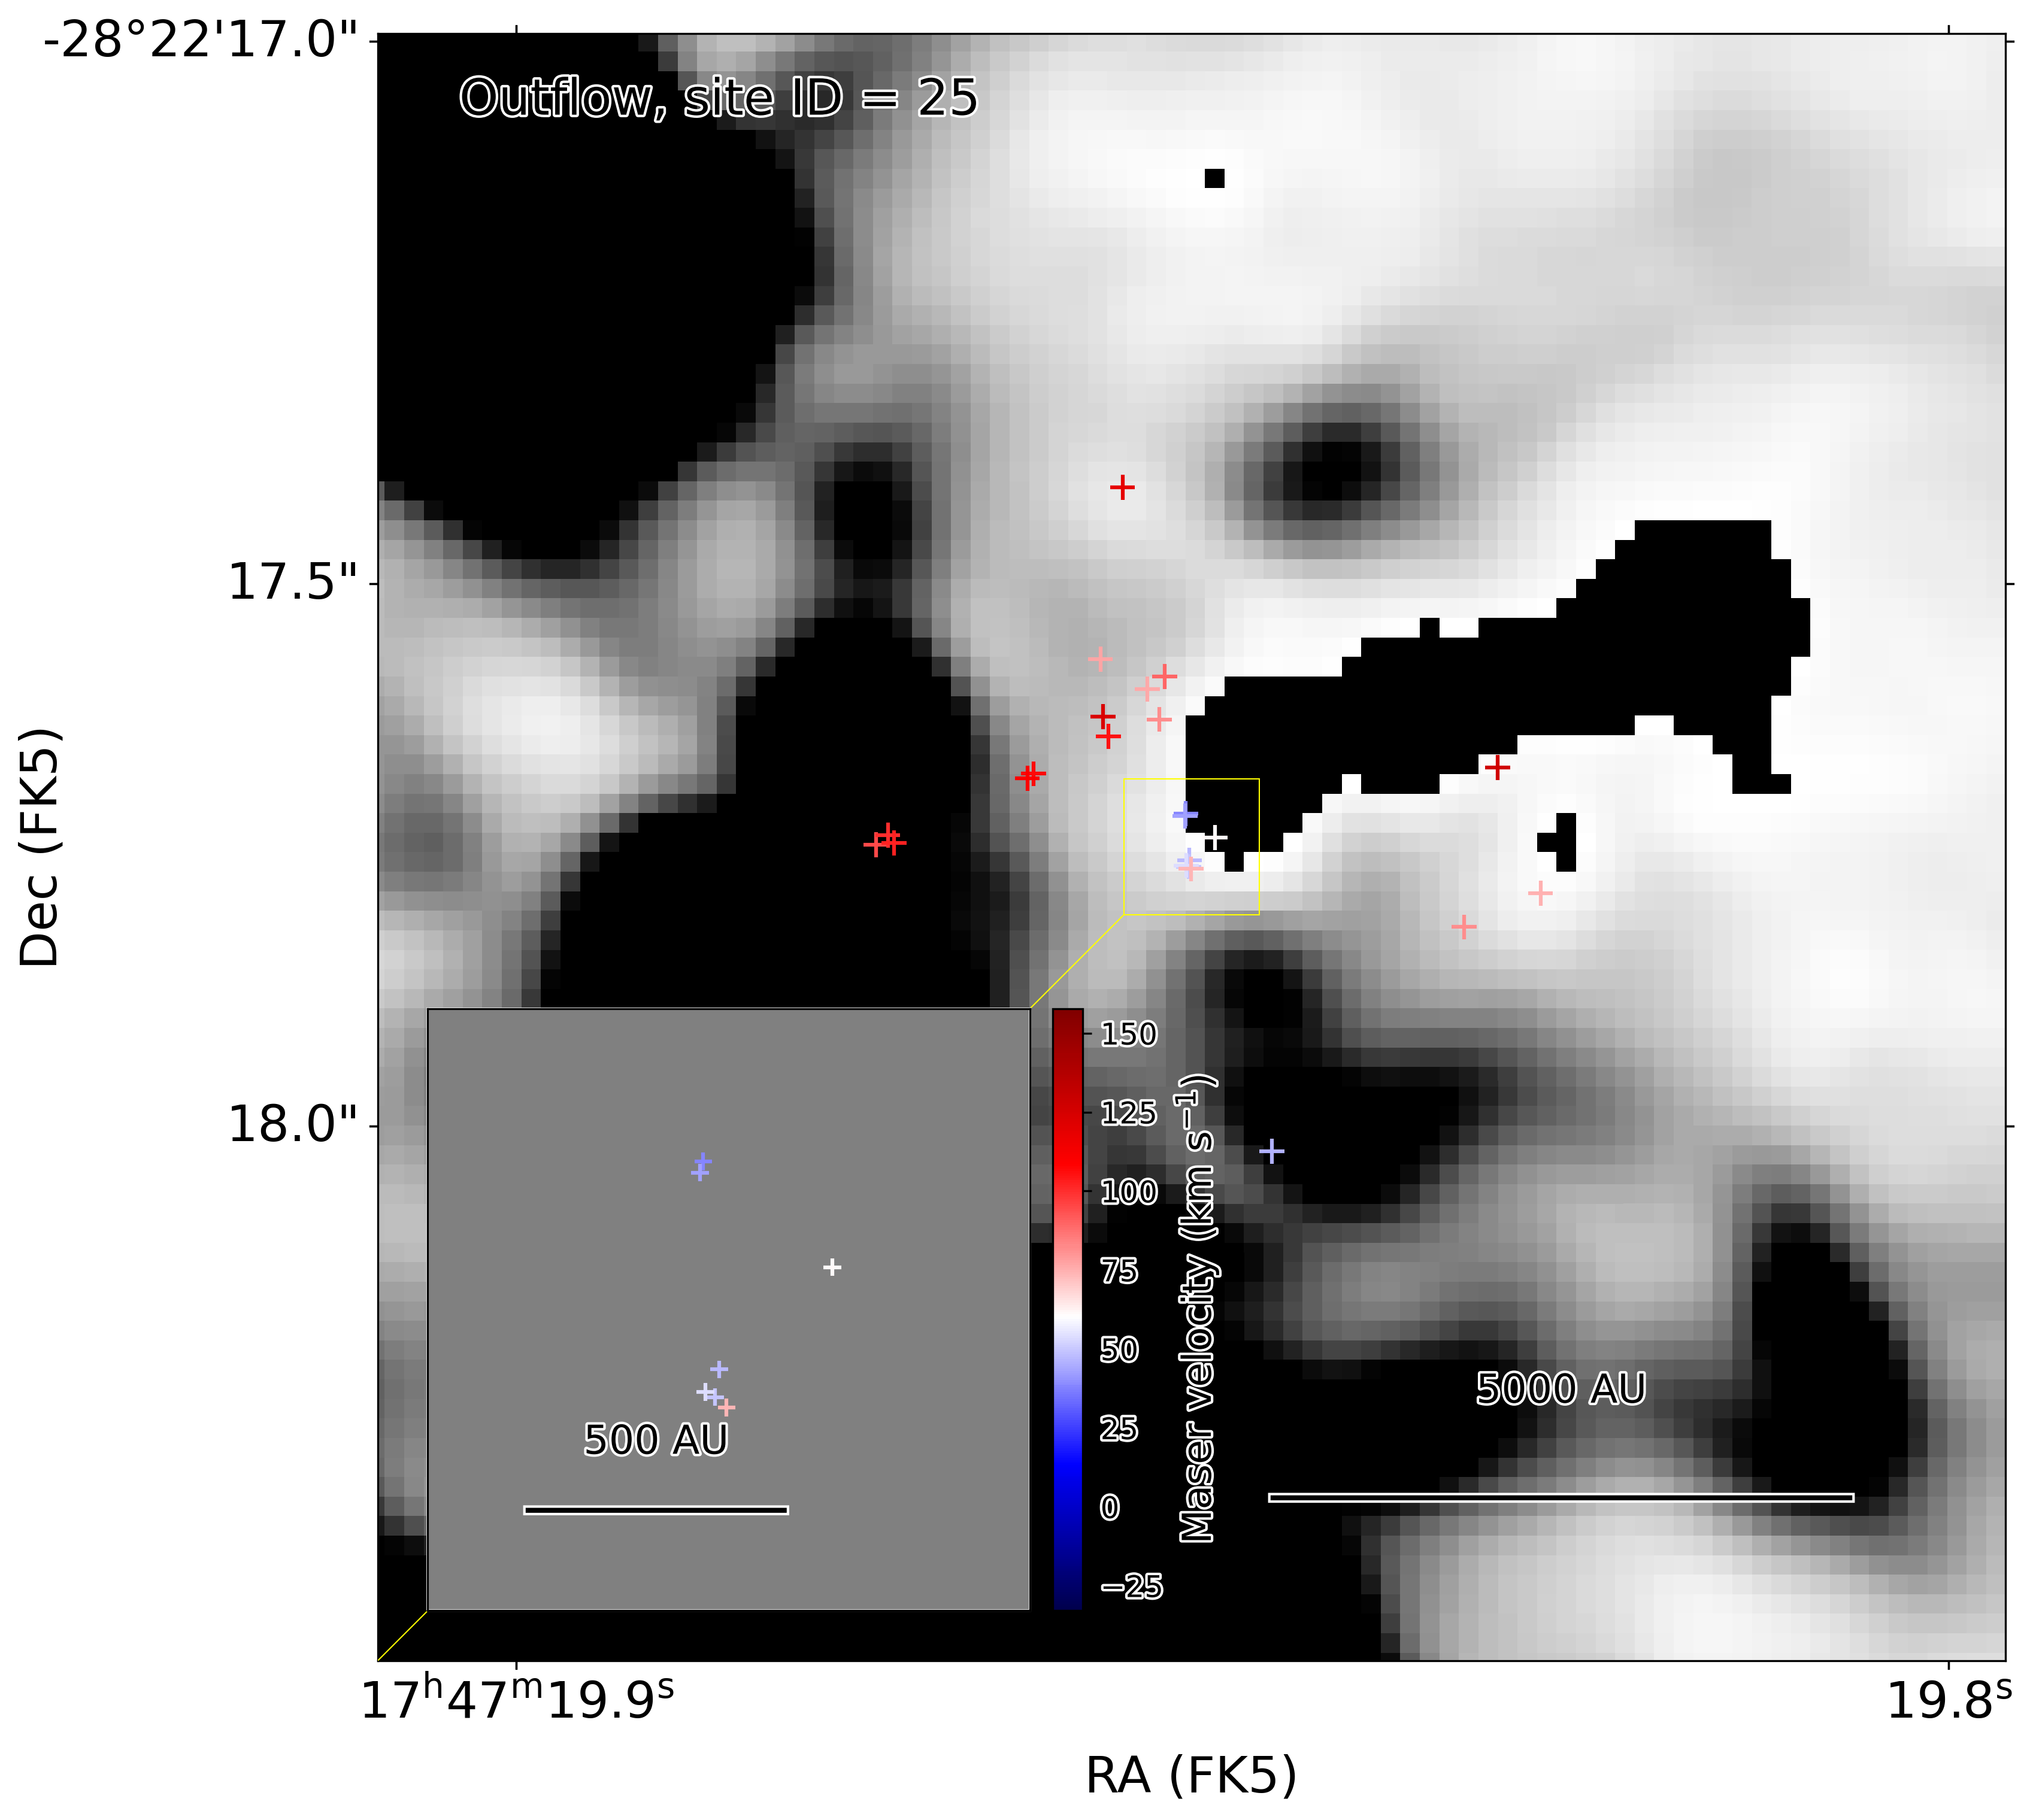 -28°22'17.0"
Outflow, site ID = 25
17.5"
Dec (FK5)
18.0"
150
125
100
75
50
25
0
−25
Maser velocity (km s⁻¹)
500 AU
5000 AU
17ʰ47ᵐ19.9ˢ
19.8ˢ
RA (FK5)